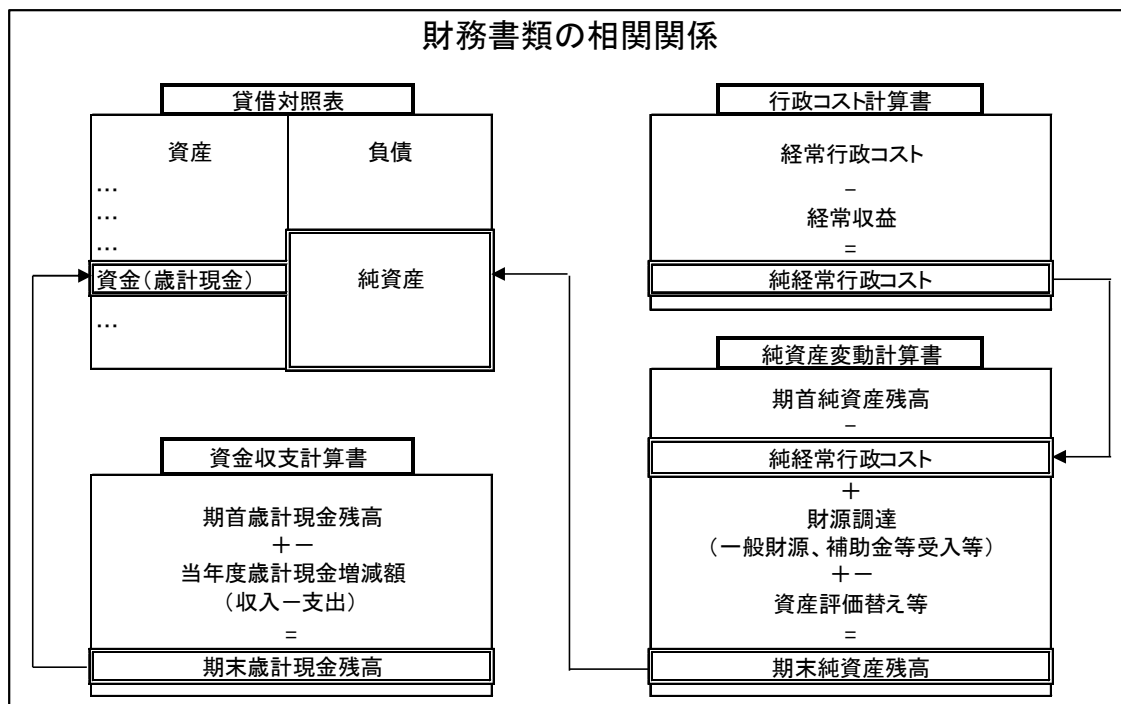 財務書類の相関関係
貸借対照表
資産
負債
…
…
…
資金(歳計現金)
純資産
…
行政コスト計算書
経常行政コスト
－
経常収益
＝
純経常行政コスト
資金収支計算書
期首歳計現金残高
＋－
当年度歳計現金増減額
(収入－支出)
＝
期末歳計現金残高
純資産変動計算書
期首純資産残高
－
純経常行政コスト
＋
財源調達
(一般財源、補助金等受入等)
＋－
資産評価替え等
＝
期末純資産残高